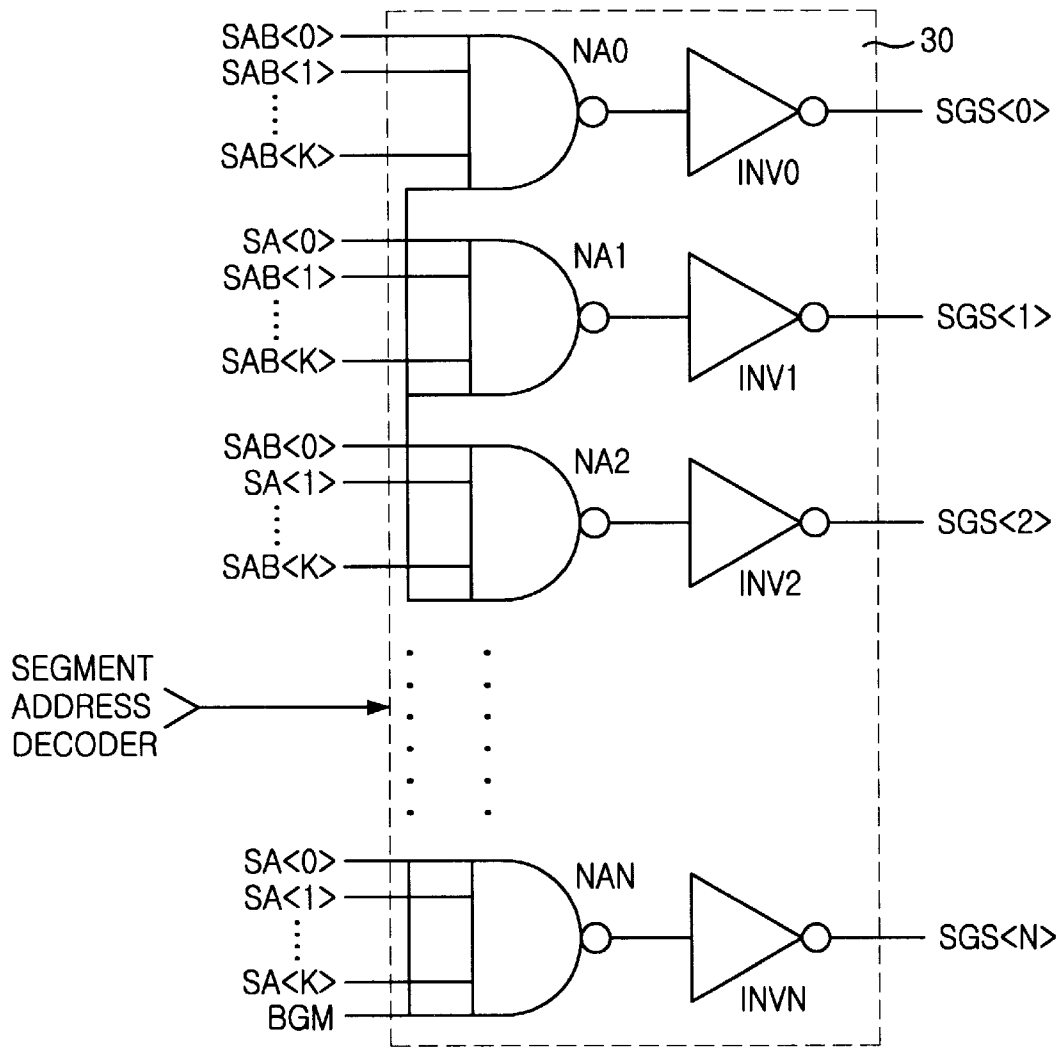 SAB<0>
SAB<1>
SAB<K>
NA0
INV0
SGS<0>
30
SA<0>
SAB<1>
SAB<K>
NA1
INV1
SGS<1>
SAB<0>
SA<1>
SAB<K>
NA2
INV2
SGS<2>
SEGMENT
ADDRESS
DECODER
SA<0>
SA<1>
SA<K>
BGM
NAN
INVN
SGS<N>